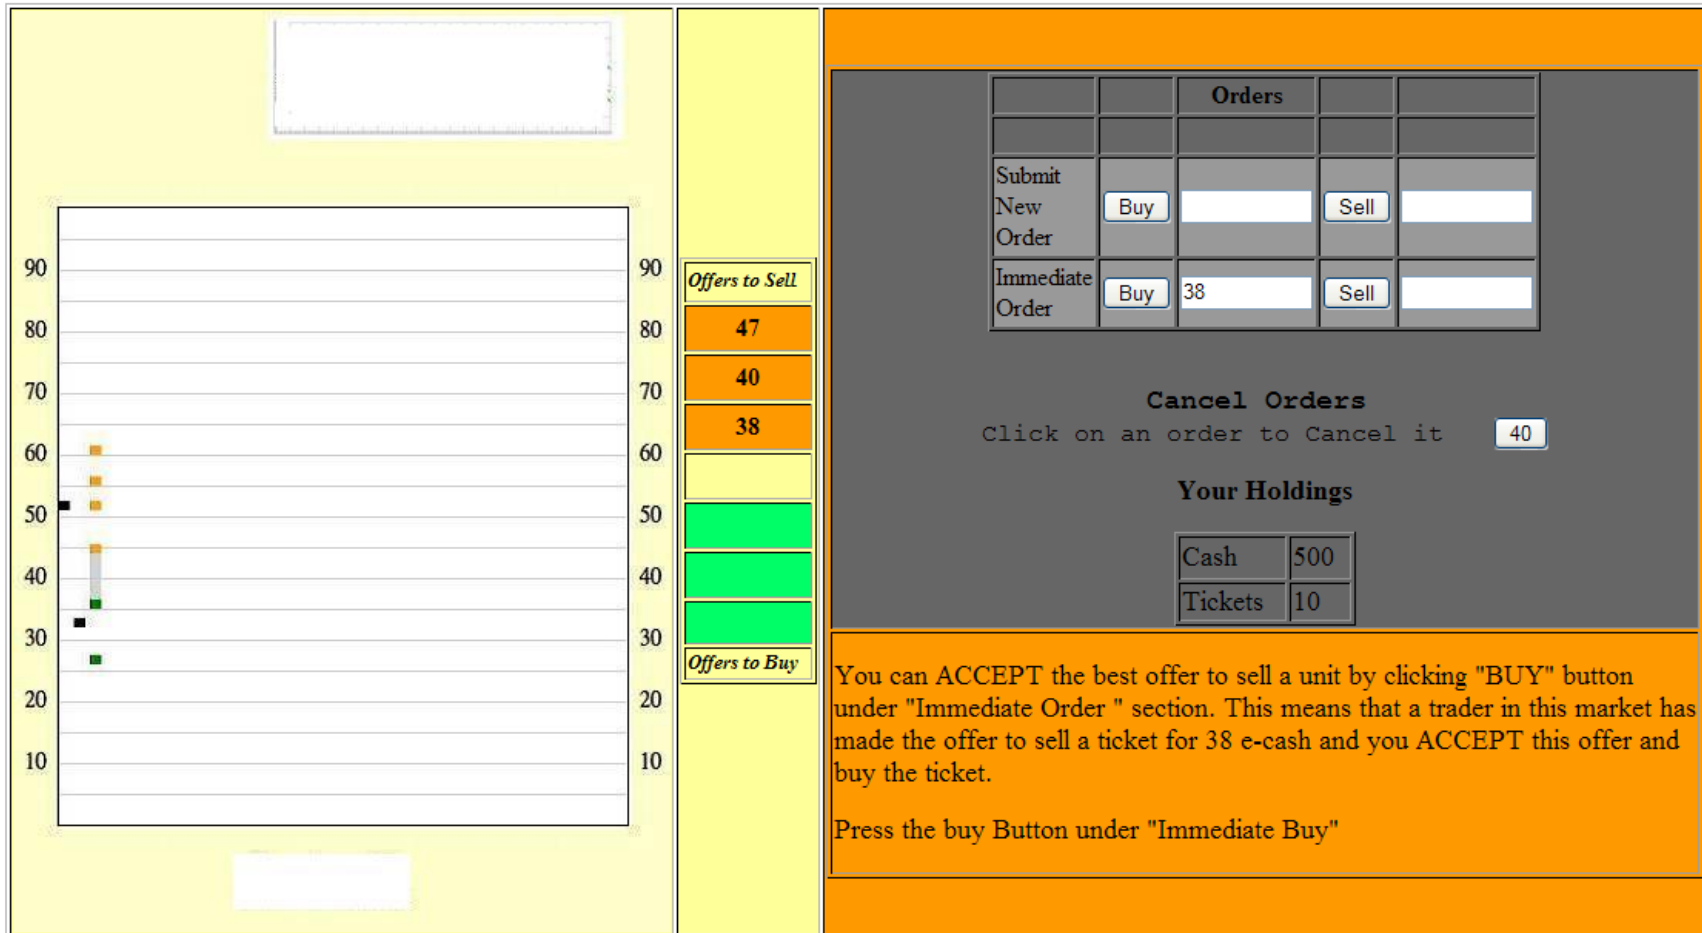 90 90
80 80
70 70
60 60
50 50
40 40
30 30
20 20
10 10
Offers to Sell
47
40
38
Offers to Buy
Orders
Submit
New
Order
Buy
Sell
Immediate
Order
Buy
38
Sell
Cancel Orders
Click on an order to Cancel it 40
Your Holdings
Cash 500
Tickets 10
You can ACCEPT the best offer to sell a unit by clicking "BUY" button
under "Immediate Order " section. This means that a trader in this market has
made the offer to sell a ticket for 38 e-cash and you ACCEPT this offer and
buy the ticket.
Press the buy Button under "Immediate Buy"